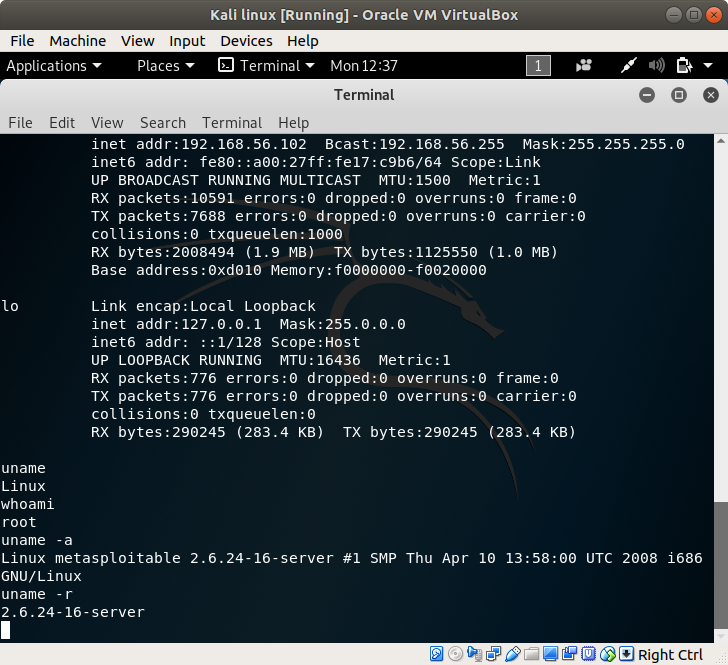 Kali linux [Running] - Oracle VM VirtualBox
File Machine View Input Devices Help
Applications Places Terminal Mon 12:37 1
Terminal
File Edit View Search Terminal Help
inet addr:192.168.56.102  Bcast:192.168.56.255  Mask:255.255.255.0
inet6 addr: fe80::a00:27ff:fe17:c9b6/64 Scope:Link
UP BROADCAST RUNNING MULTICAST  MTU:1500  Metric:1
RX packets:10591 errors:0 dropped:0 overruns:0 frame:0
TX packets:7688 errors:0 dropped:0 overruns:0 carrier:0
collisions:0 txqueuelen:1000
RX bytes:2008494 (1.9 MB)  TX bytes:1125550 (1.0 MB)
Base address:0xd010 Memory:f0000000-f0020000
lo        Link encap:Local Loopback
inet addr:127.0.0.1  Mask:255.0.0.0
inet6 addr: ::1/128 Scope:Host
UP LOOPBACK RUNNING  MTU:16436  Metric:1
RX packets:776 errors:0 dropped:0 overruns:0 frame:0
TX packets:776 errors:0 dropped:0 overruns:0 carrier:0
collisions:0 txqueuelen:0
RX bytes:290245 (283.4 KB)  TX bytes:290245 (283.4 KB)
uname
Linux
whoami
root
uname -a
Linux metasploitable 2.6.24-16-server #1 SMP Thu Apr 10 13:58:00 UTC 2008 i686
GNU/Linux
uname -r
2.6.24-16-server
Right Ctrl